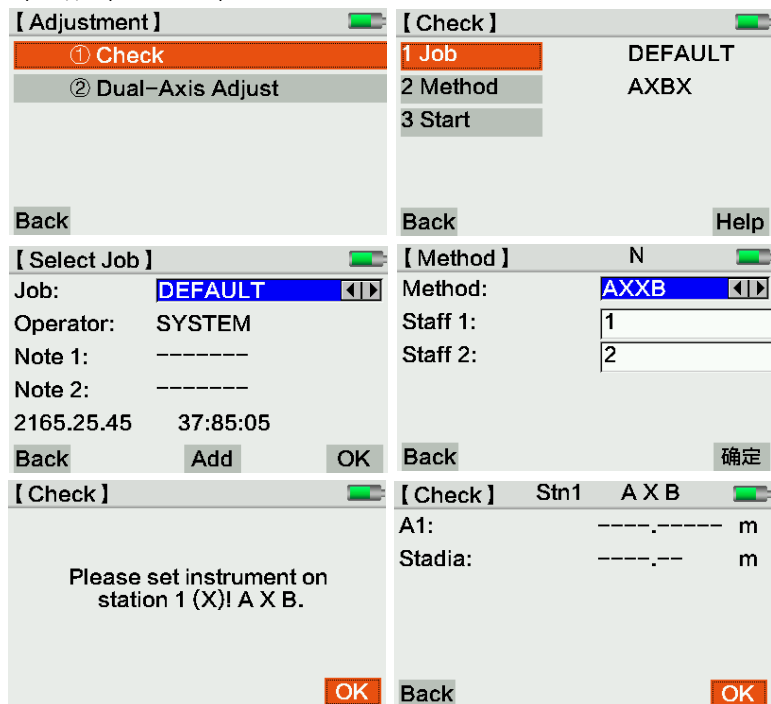 【 Adjustment 】
① Check
② Dual-Axis Adjust
Back
【 Check 】
1 Job DEFAULT
2 Method AXBX
3 Start
Back Help
【 Select Job 】
Job: DEFAULT
Operator: SYSTEM
Note 1: -------
Note 2: -------
2165.25.45 37:85:05
Back Add OK
【 Method 】 N
Method: AXXB
Staff 1: 1
Staff 2: 2
Back 确定
【 Check 】
Please set instrument on
station 1 (X)! A X B.
OK
【 Check 】 Stn1 A X B
A1: ----.----- m
Stadia: ----.-- m
Back OK